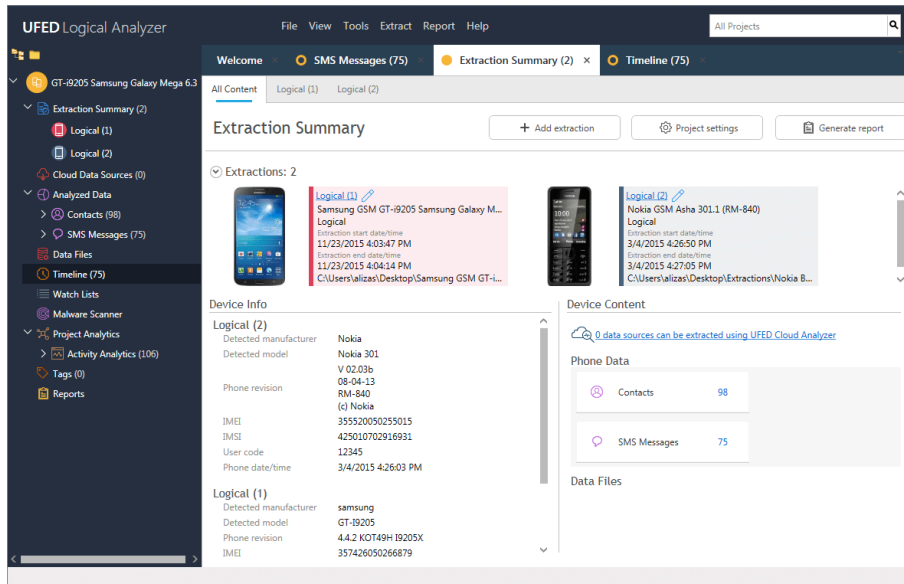 UFED Logical Analyzer
File View Tools Extract Report Help
All Projects
Welcome
SMS Messages (75)
Extraction Summary (2)
Timeline (75)
GT-i9205 Samsung Galaxy Mega 6.3
Extraction Summary (2)
Logical (1)
Logical (2)
Cloud Data Sources (0)
Analyzed Data
Contacts (98)
SMS Messages (75)
Data Files
Timeline (75)
Watch Lists
Malware Scanner
Project Analytics
Activity Analytics (106)
Tags (0)
Reports
All Content Logical (1) Logical (2)
Extraction Summary
+ Add extraction
Project settings
Generate report
Extractions: 2
Logical (1)
Samsung GSM GT-i9205 Samsung Galaxy M...
Logical
Extraction start date/time
11/23/2015 4:03:47 PM
Extraction end date/time
11/23/2015 4:04:14 PM
C:\Users\alizas\Desktop\Samsung GSM GT-i...
Logical (2)
Nokia GSM Asha 301.1 (RM-840)
Logical
Extraction start date/time
3/4/2015 4:26:50 PM
Extraction end date/time
3/4/2015 4:27:05 PM
C:\Users\alizas\Desktop\Extractions\Nokia B...
Device Info
Logical (2)
Detected manufacturer Nokia
Detected model Nokia 301
Phone revision V 02.03b
08-04-13
RM-840
(c) Nokia
IMEI 355520050255015
IMSI 425010702916931
User code 12345
Phone date/time 3/4/2015 4:26:03 PM
Logical (1)
Detected manufacturer samsung
Detected model GT-I9205
Phone revision 4.4.2 KOT49H I9205X
IMEI 357426050266879
Device Content
0 data sources can be extracted using UFED Cloud Analyzer
Phone Data
Contacts 98
SMS Messages 75
Data Files